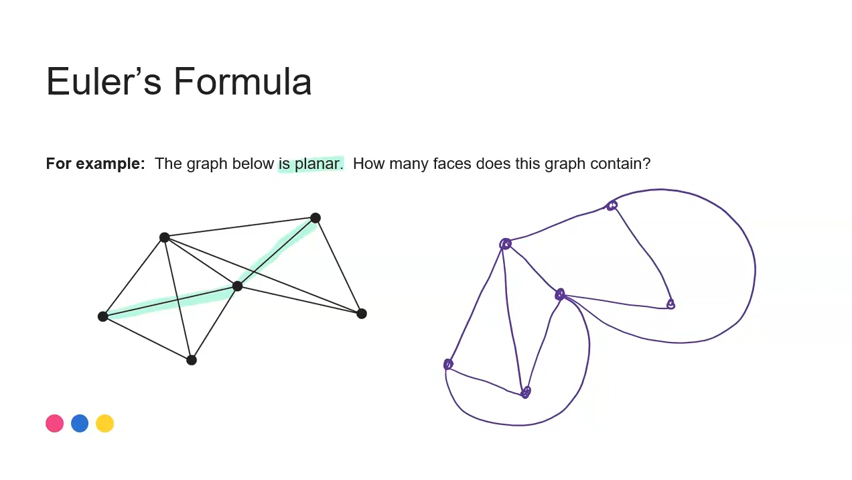 Euler’s Formula
For example: The graph below is planar. How many faces does this graph contain?